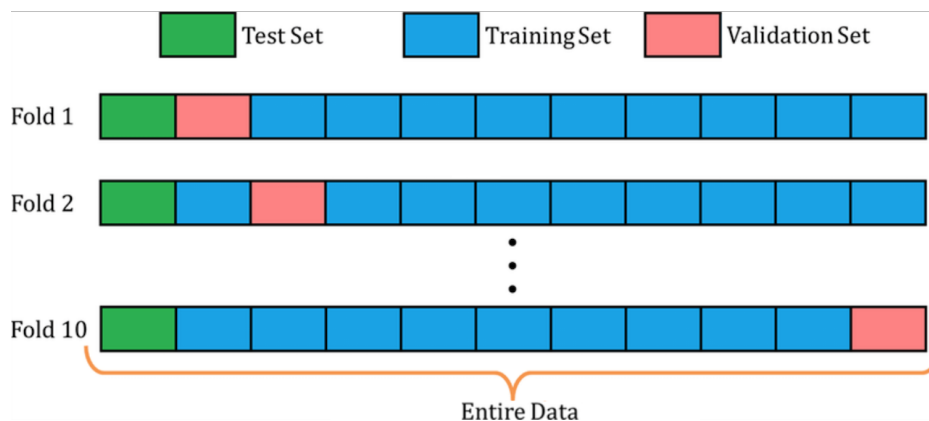 Test Set
Training Set
Validation Set
Fold 1
Fold 2
Fold 10
Entire Data